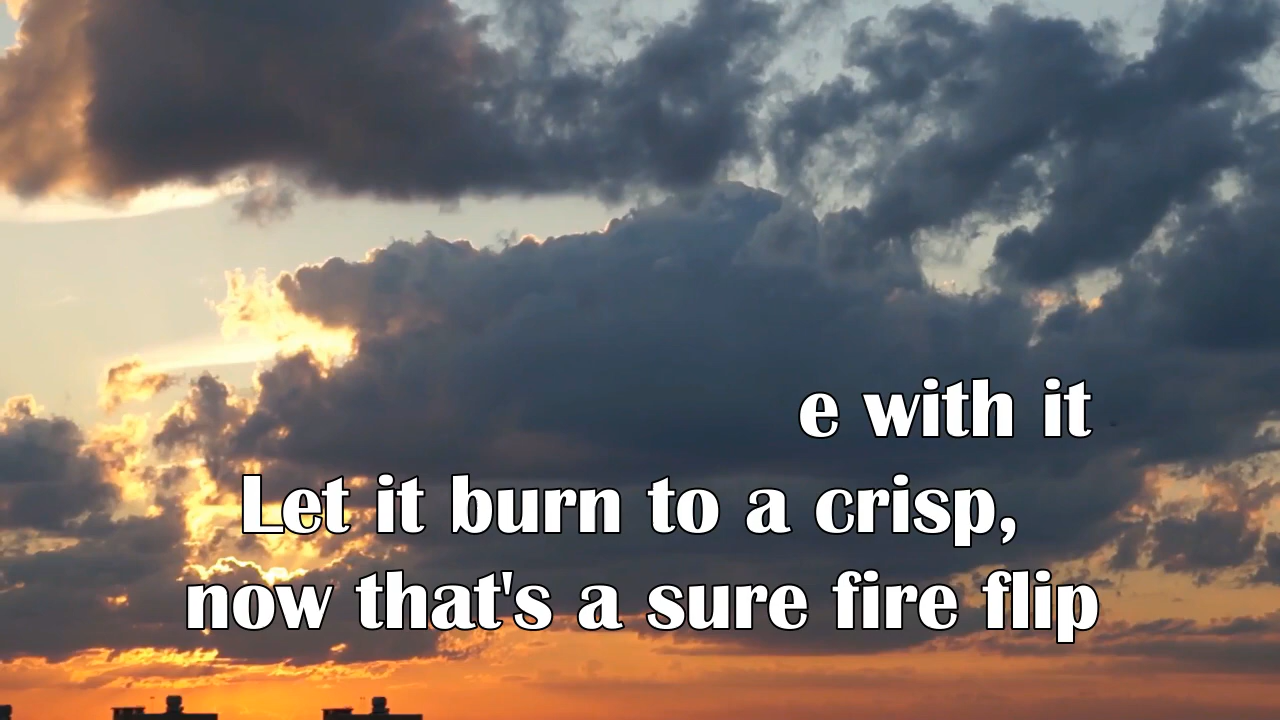 e with it
Let it burn to a crisp,
now that's a sure fire flip